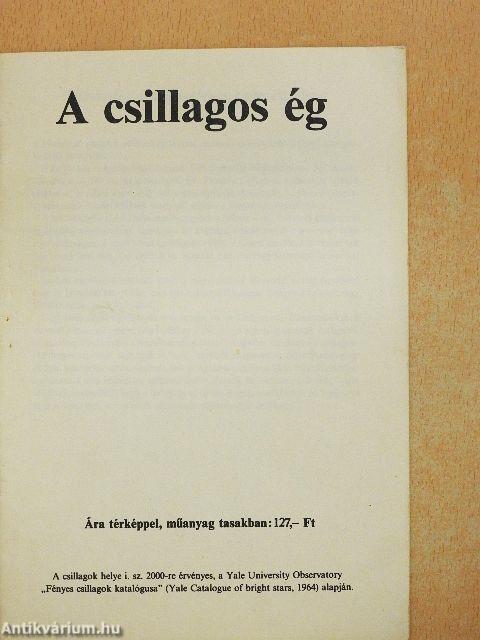 A csillagos ég
Ára térképpel, műanyag tasakban: 127,– Ft
A csillagok helye i. sz. 2000-re érvényes, a Yale University Observatory
„Fényes csillagok katalógusa” (Yale Catalogue of bright stars, 1964) alapján.
Antikvárium.hu